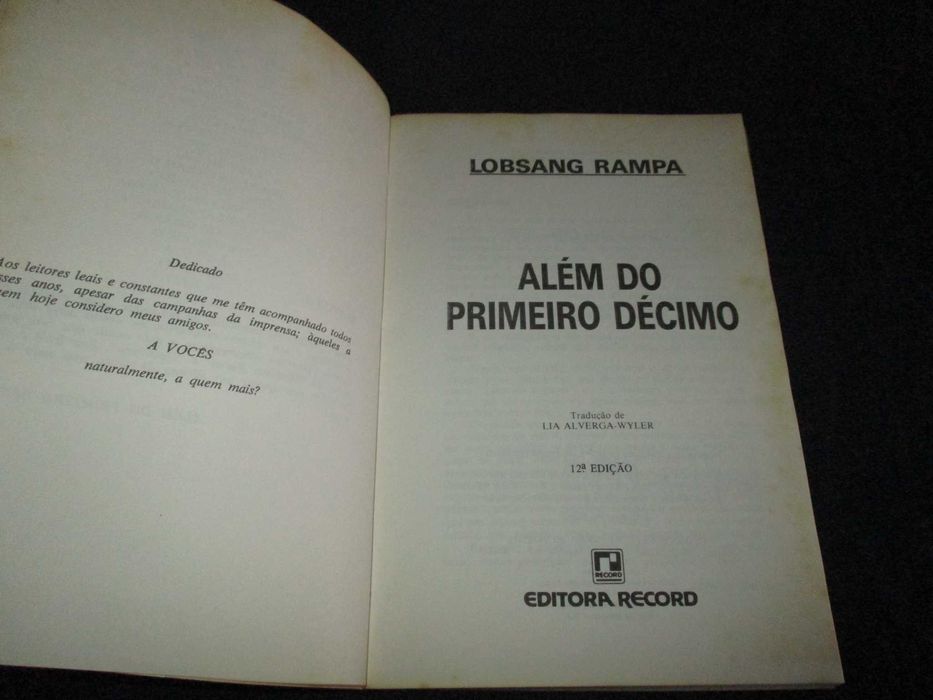 Dedicado
Aos leitores leais e constantes que me têm acompanhado todos
sses anos, apesar das campanhas da imprensa; àqueles a
uem hoje considero meus amigos.
A VOCÊS
naturalmente, a quem mais?
LOBSANG RAMPA
ALÉM DO
PRIMEIRO DÉCIMO
Tradução de
LIA ALVERGA-WYLER
12ª EDIÇÃO
RECORD
EDITORA RECORD